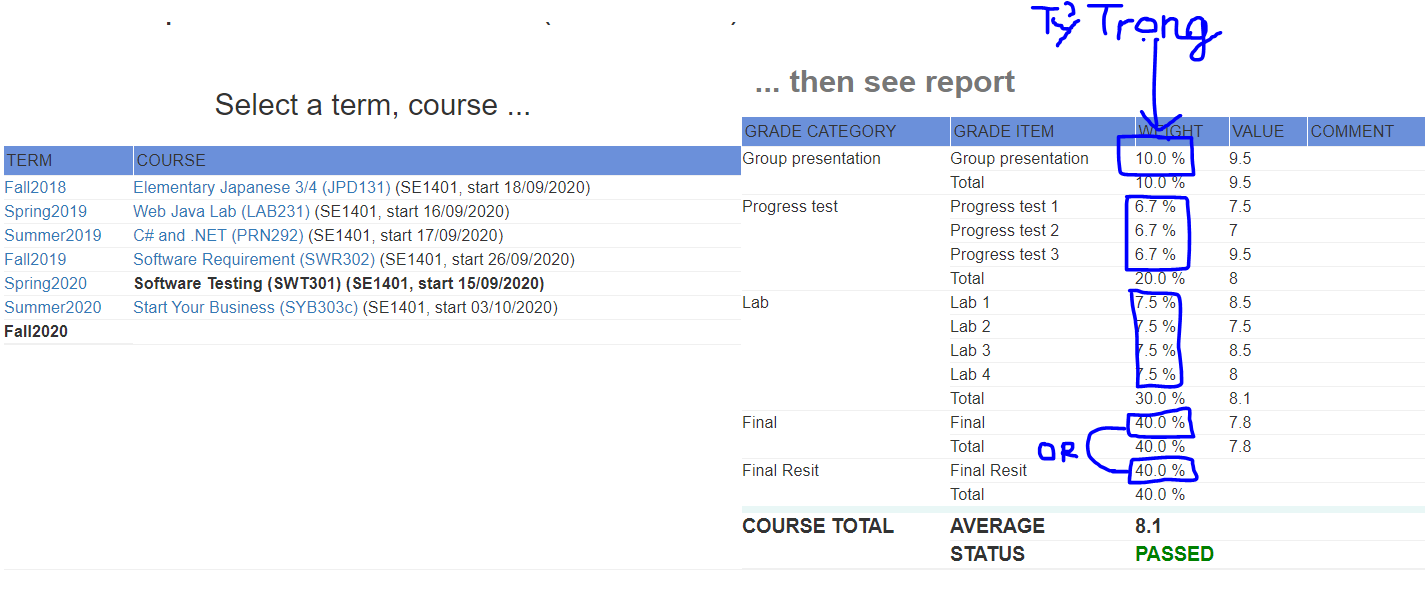 Tỷ Trọng
Select a term, course ...
TERM COURSE
Fall2018 Elementary Japanese 3/4 (JPD131) (SE1401, start 18/09/2020)
Spring2019 Web Java Lab (LAB231) (SE1401, start 16/09/2020)
Summer2019 C# and .NET (PRN292) (SE1401, start 17/09/2020)
Fall2019 Software Requirement (SWR302) (SE1401, start 26/09/2020)
Spring2020 Software Testing (SWT301) (SE1401, start 15/09/2020)
Summer2020 Start Your Business (SYB303c) (SE1401, start 03/10/2020)
Fall2020
... then see report
GRADE CATEGORY GRADE ITEM WEIGHT VALUE COMMENT
Group presentation Group presentation 10.0 % 9.5
Total 10.0 % 9.5
Progress test Progress test 1 6.7 % 7.5
Progress test 2 6.7 % 7
Progress test 3 6.7 % 9.5
Total 20.0 % 8
Lab Lab 1 7.5 % 8.5
Lab 2 7.5 % 7.5
Lab 3 7.5 % 8.5
Lab 4 7.5 % 8
Total 30.0 % 8.1
Final Final 40.0 % 7.8
Total 40.0 % 7.8
OR
Final Resit Final Resit 40.0 %
Total 40.0 %
COURSE TOTAL AVERAGE 8.1
STATUS PASSED